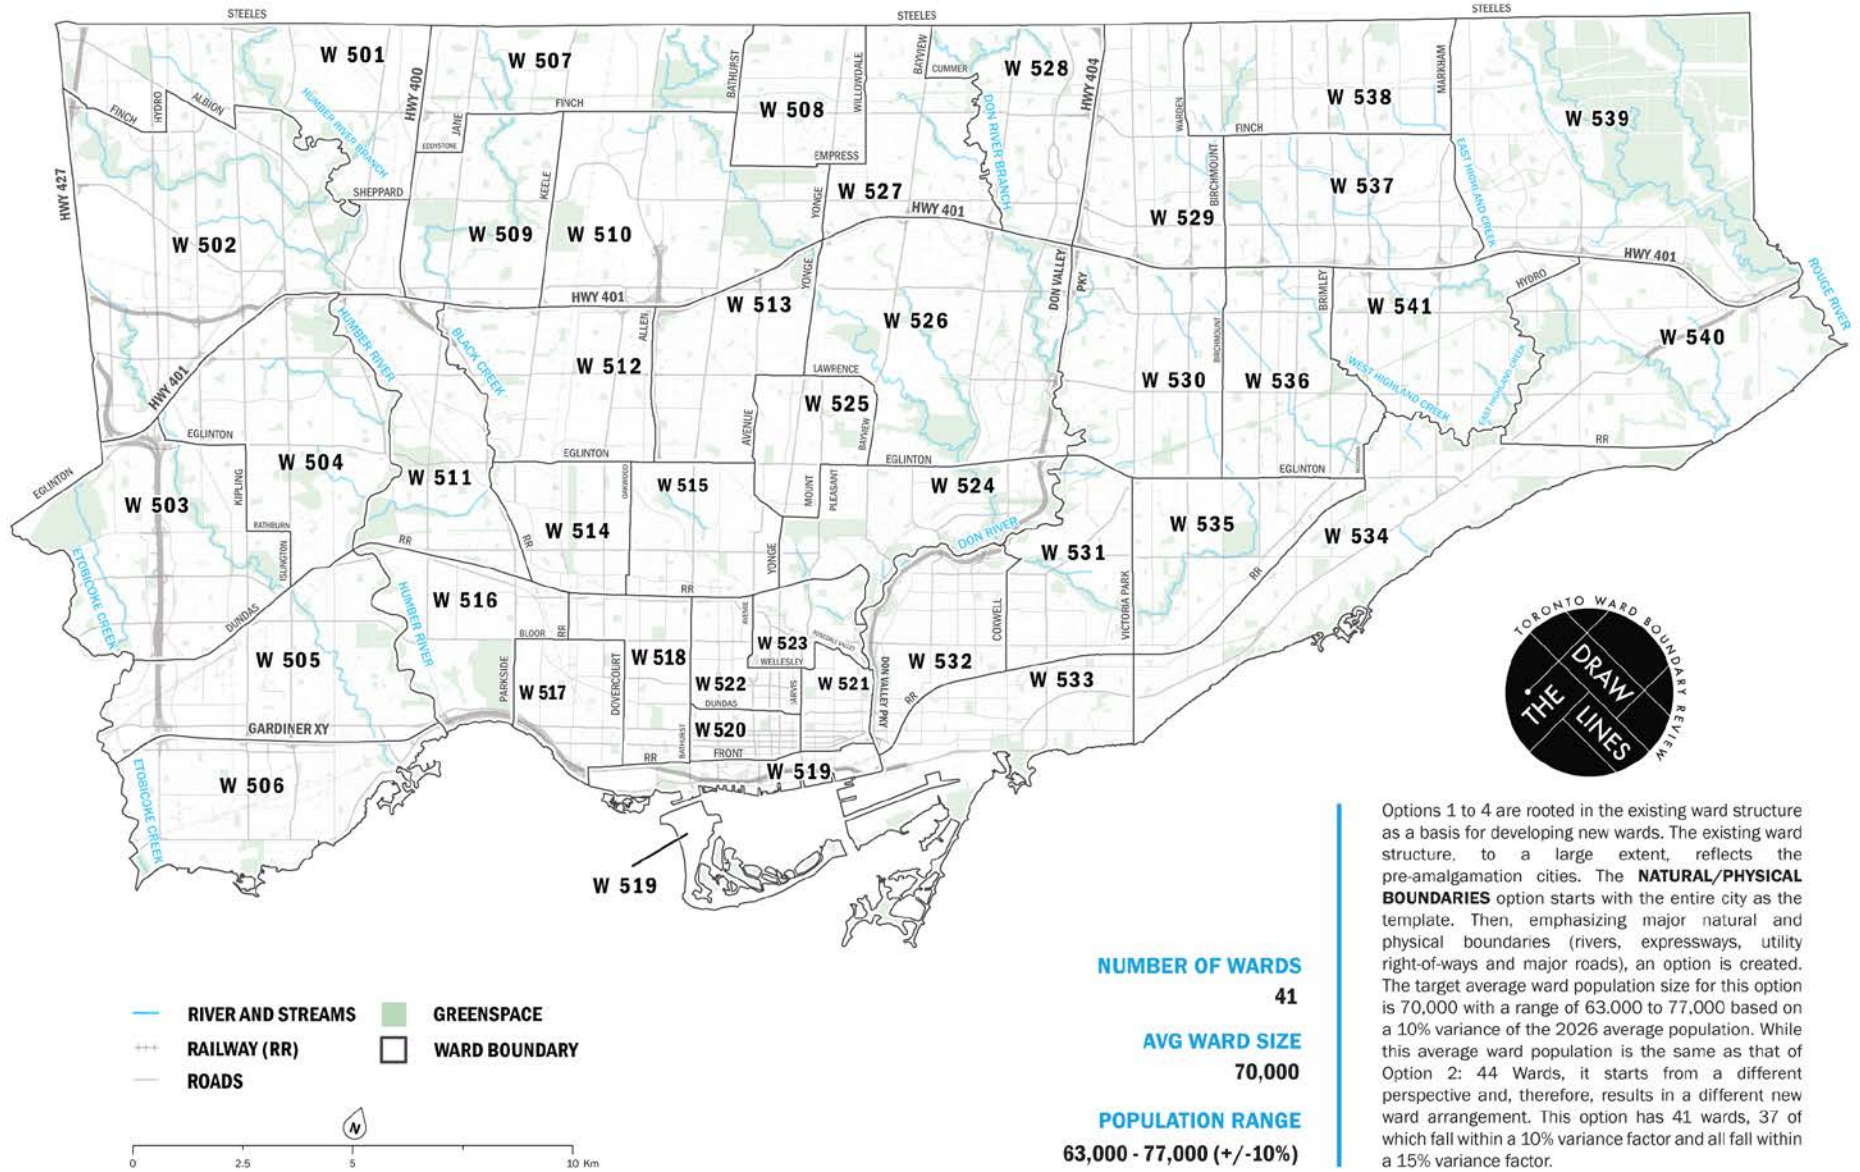 STEELES
STEELES
STEELES
W 501
W 507
W 508
W 528
W 538
W 539
HWY 400
BATHURST
WILLOWDALE
BAYVIEW
CUMMER
HWY 404
MARKHAM
FINCH
HYDRO
ALBION
HUMBER RIVER BRANCH
JANE
FINCH
EDDYSTONE
EMPRESS
DON RIVER BRANCH
WARDEN
FINCH
BIRCHMOUNT
EAST HIGHLAND CREEK
HWY 427
SHEPPARD
KEELE
YONGE
W 527
HWY 401
W 537
W 529
W 502
W 509
W 510
HWY 401
HWY 401
YONGE
W 513
DON VALLEY
PKY
BRIMLEY
W 541
HYDRO
ROUGE RIVER
HUMBER RIVER
BLACK CREEK
ALLEN
W 526
BIRCHMOUNT
W 540
W 512
LAWRENCE
W 530
W 536
WEST HIGHLAND CREEK
EAST HIGHLAND CREEK
HWY 401
W 525
AVENUE
BAYVIEW
EGLINTON
W 504
EGLINTON
EGLINTON
EGLINTON
RR
EGLINTON
KIPLING
W 511
OAKWOOD
W 515
MOUNT
PLEASANT
W 524
W 503
RATHBURN
W 514
W 535
W 534
DON RIVER
RR
RR
ISLINGTON
YONGE
W 531
ETOBICOKE CREEK
HUMBER RIVER
DUNDAS
W 516
RR
RR
COXWELL
VICTORIA PARK
RR
BLOOR
RR
AVENUE
W 523
ROSEDALE VALLEY
W 505
W 518
WELLESLEY
W 532
PARKSIDE
W 517
DOVERCOURT
W 522
JARVIS
W 521
DON VALLEY PKY
W 533
DUNDAS
RR
GARDINER XY
W 520
BATHURST
FRONT
RR
W 519
ETOBICOKE CREEK
W 506
W 519
TORONTO WARD BOUNDARY REVIEW
DRAW
THE
LINES
Options 1 to 4 are rooted in the existing ward structure
as a basis for developing new wards. The existing ward
structure, to a large extent, reflects the
pre-amalgamation cities. The NATURAL/PHYSICAL
BOUNDARIES option starts with the entire city as the
template. Then, emphasizing major natural and
physical boundaries (rivers, expressways, utility
right-of-ways and major roads), an option is created.
The target average ward population size for this option
is 70,000 with a range of 63.000 to 77,000 based on
a 10% variance of the 2026 average population. While
this average ward population is the same as that of
Option 2: 44 Wards, it starts from a different
perspective and, therefore, results in a different new
ward arrangement. This option has 41 wards, 37 of
which fall within a 10% variance factor and all fall within
a 15% variance factor.
NUMBER OF WARDS
41
AVG WARD SIZE
70,000
POPULATION RANGE
63,000 - 77,000 (+/-10%)
RIVER AND STREAMS
GREENSPACE
RAILWAY (RR)
WARD BOUNDARY
ROADS
N
0 2.5 5 10 Km